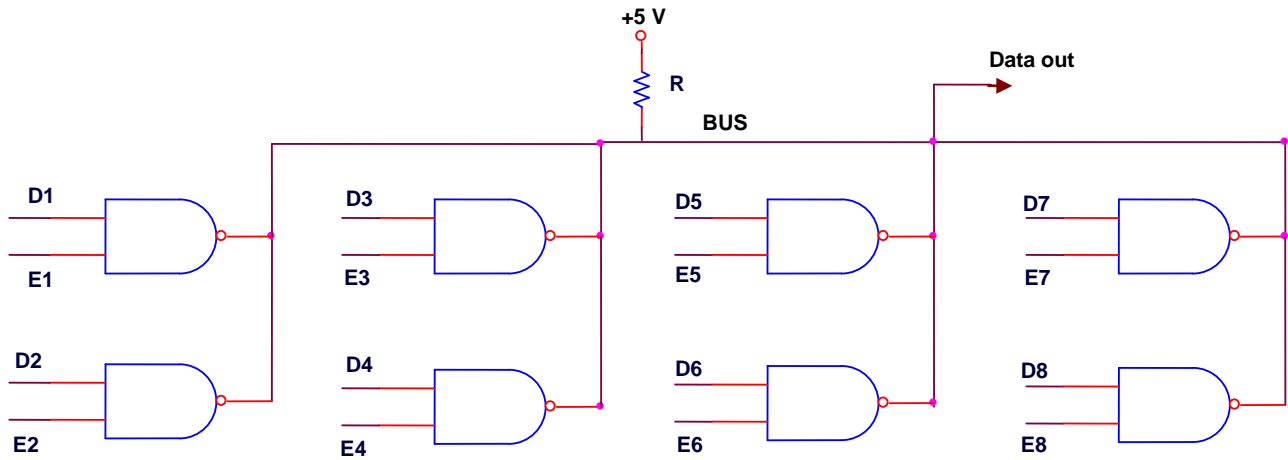 +5 V
Data out
R
BUS
D1 D3 D5 D7
E1 E3 E5 E7
D2 D4 D6 D8
E2 E4 E6 E8